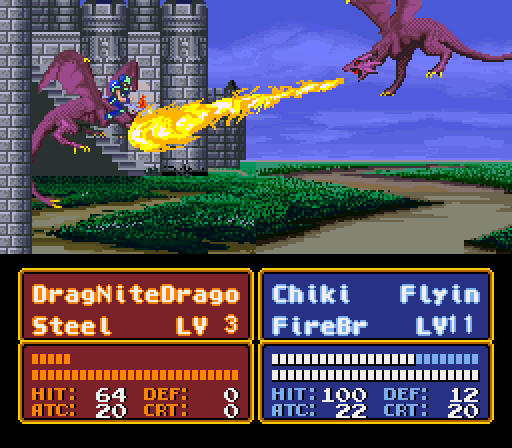 DragNiteDrago
Steel LV 3
HIT: 64 DEF: 0
ATC: 20 CRT: 0
Chiki Flyin
FireBr LV11
HIT: 100 DEF: 12
ATC: 22 CRT: 20